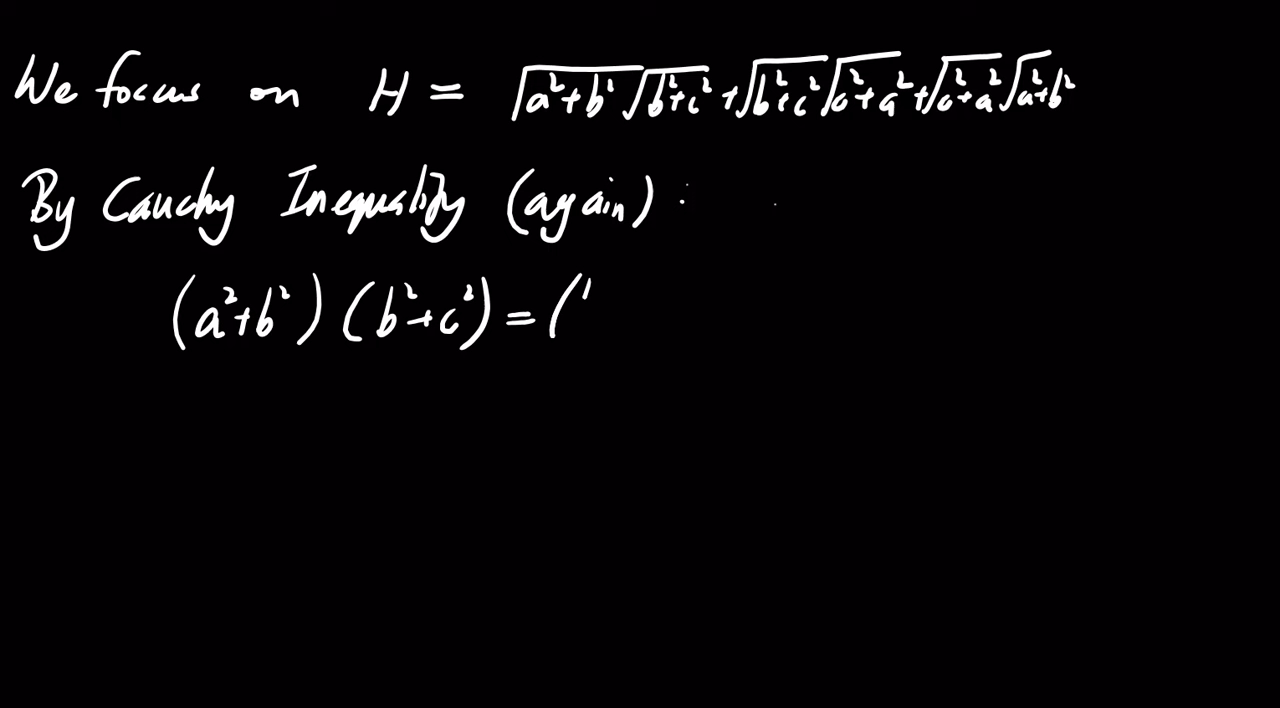 We focus on H = √a²+b² √b²+c² + √b²+c² √c²+a² + √c²+a² √a²+b²
By Cauchy Inequality (again) :
(a²+b²) (b²+c²) = (